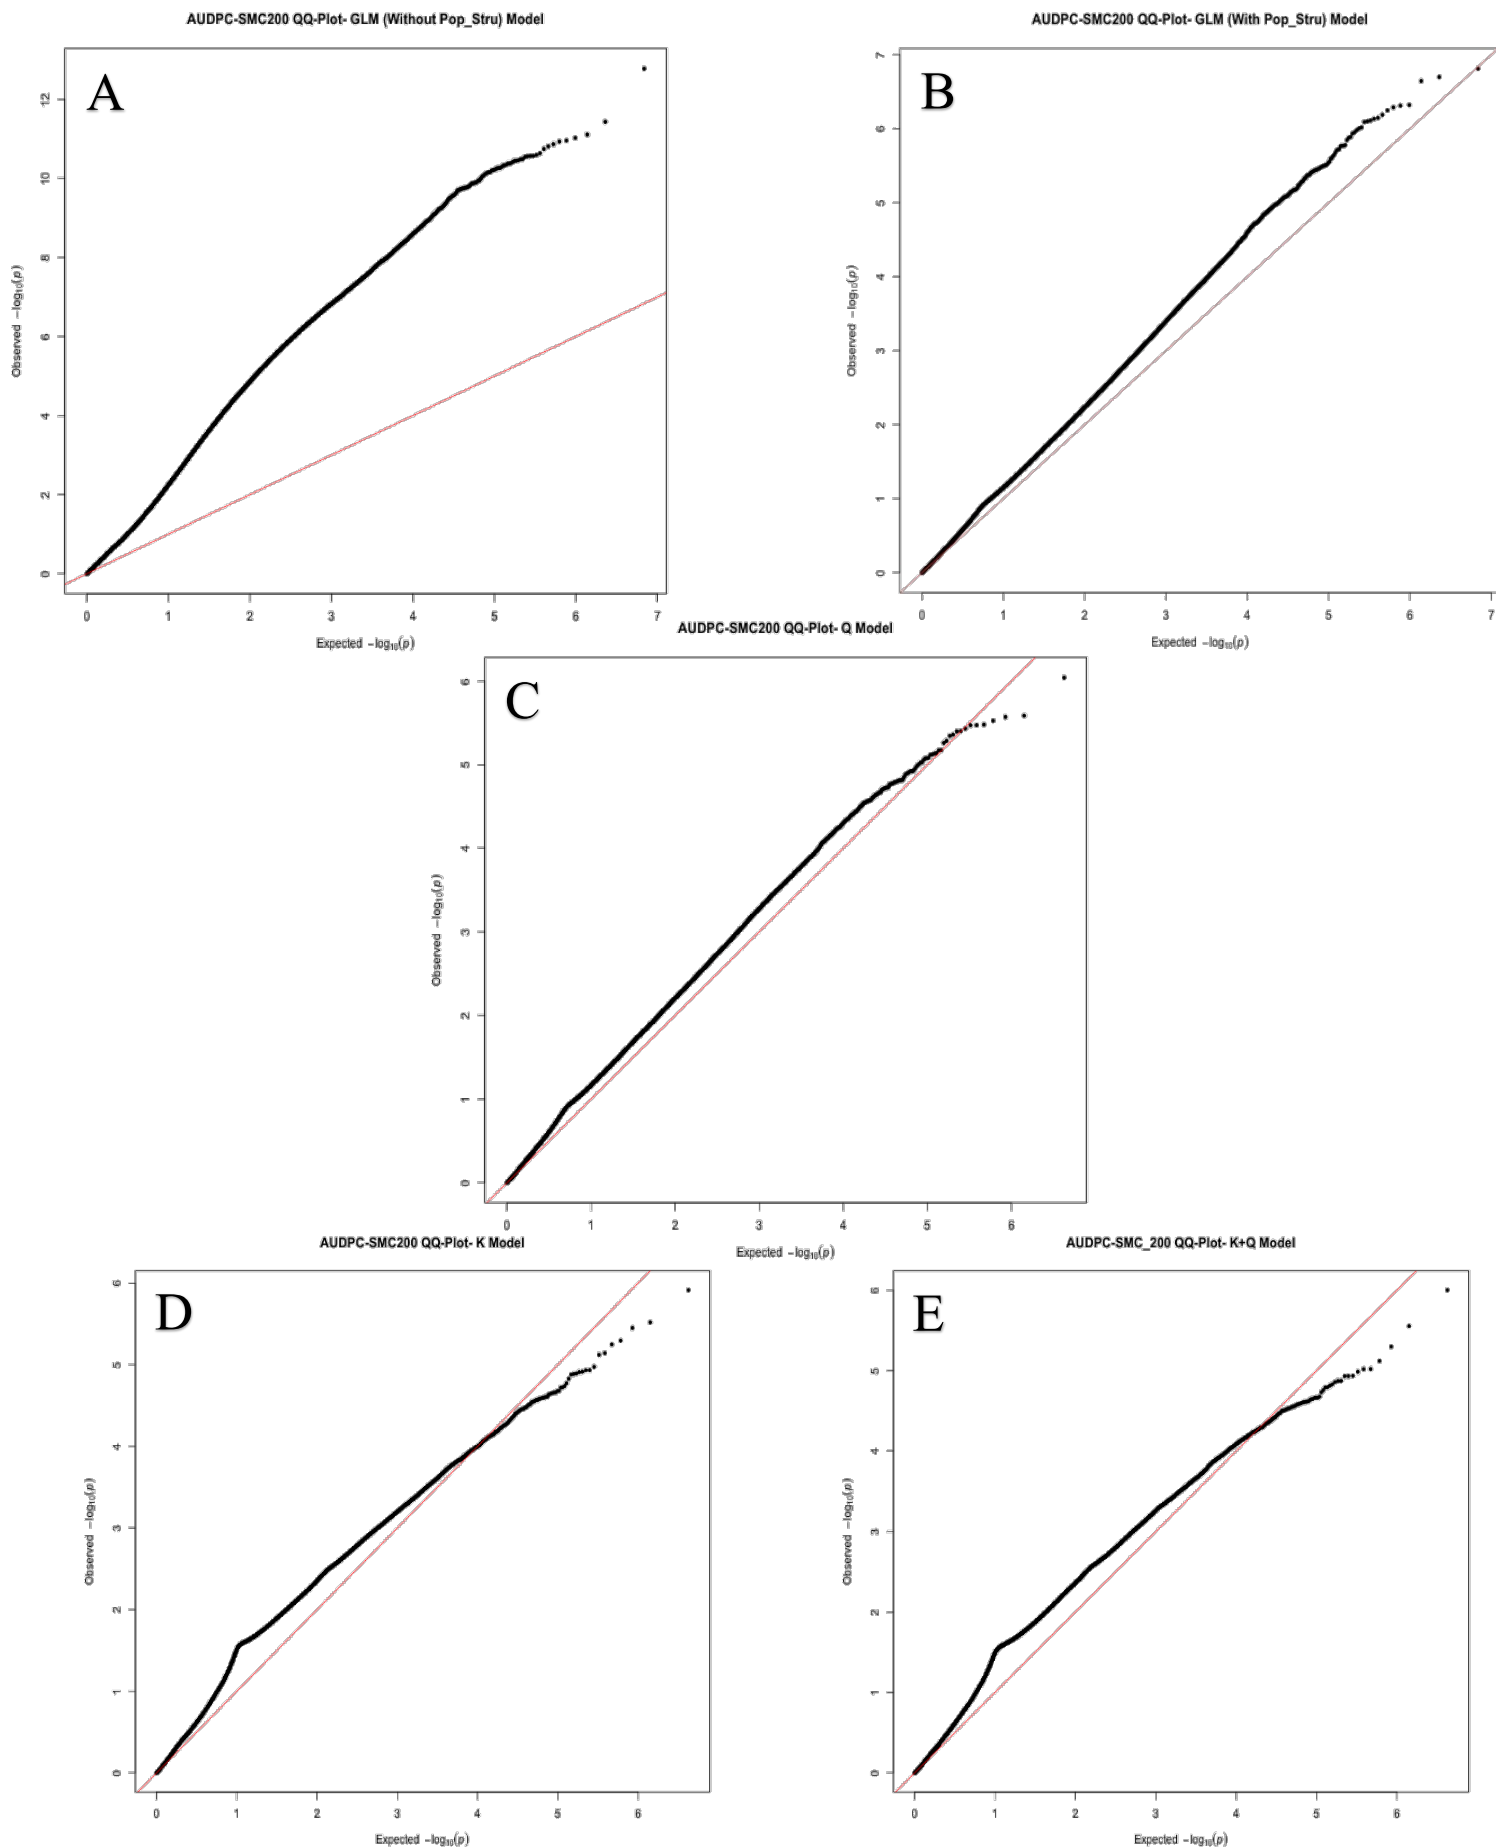 AUDPC-SMC200 QQ-Plot- GLM (Without Pop_Stru) Model
A
Observed −log10(p)
0 2 4 6 8 10 12
0 1 2 3 4 5 6 7
Expected −log10(p)
AUDPC-SMC200 QQ-Plot- GLM (With Pop_Stru) Model
B
Observed −log10(p)
0 1 2 3 4 5 6 7
0 1 2 3 4 5 6 7
Expected −log10(p)
AUDPC-SMC200 QQ-Plot- Q Model
C
Observed −log10(p)
0 1 2 3 4 5 6
0 1 2 3 4 5 6
Expected −log10(p)
AUDPC-SMC200 QQ-Plot- K Model
D
Observed −log10(p)
0 1 2 3 4 5 6
0 1 2 3 4 5 6
Expected −log10(p)
AUDPC-SMC_200 QQ-Plot- K+Q Model
E
Observed −log10(p)
0 1 2 3 4 5 6
0 1 2 3 4 5 6
Expected −log10(p)